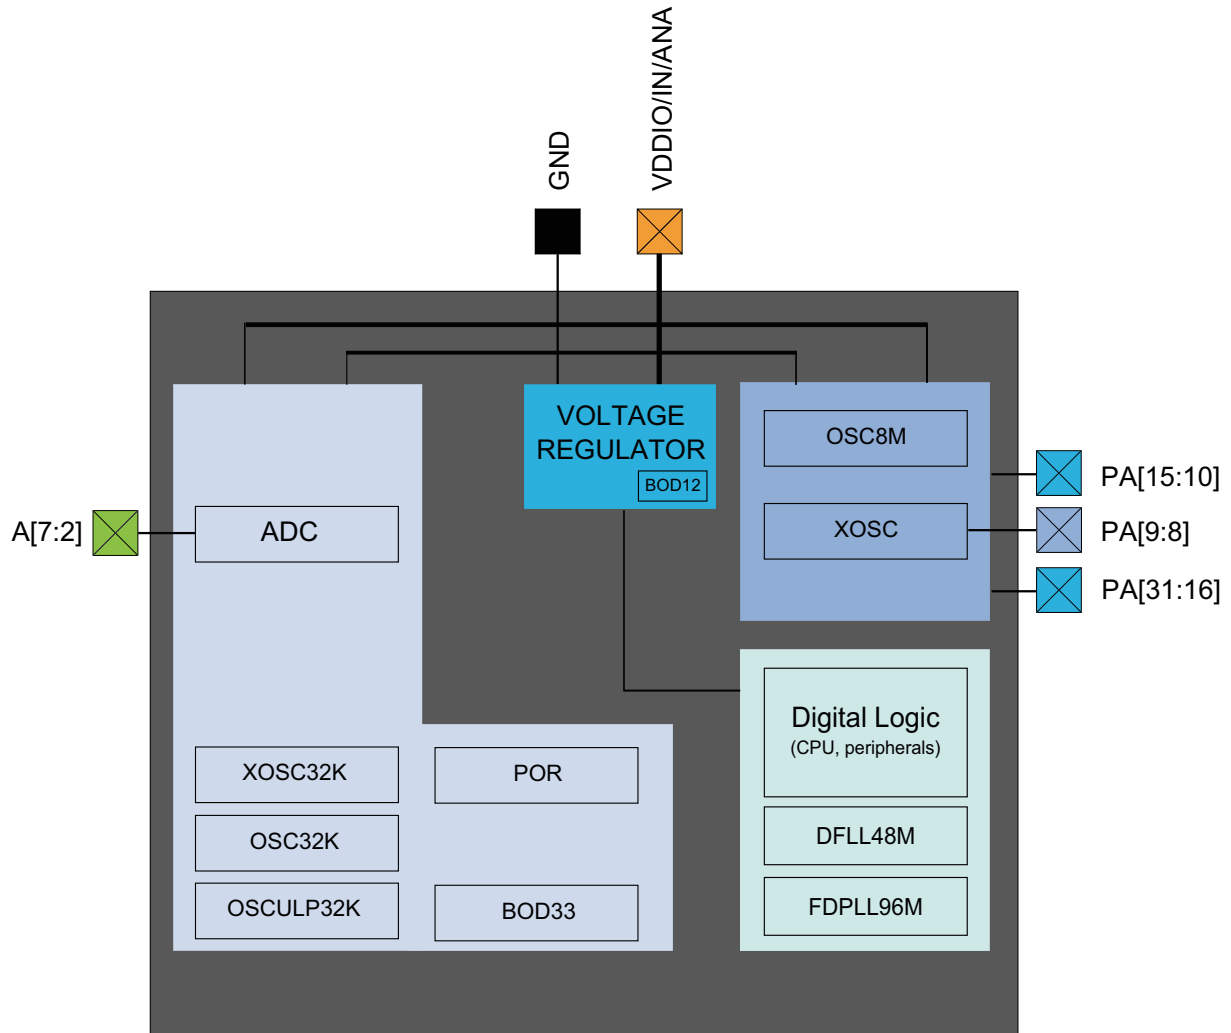 GND
VDDIO/IN/ANA
VOLTAGE
REGULATOR
BOD12
OSC8M
XOSC
PA[15:10]
PA[9:8]
PA[31:16]
A[7:2]
ADC
Digital Logic
(CPU, peripherals)
XOSC32K
POR
OSC32K
DFLL48M
OSCULP32K
BOD33
FDPLL96M